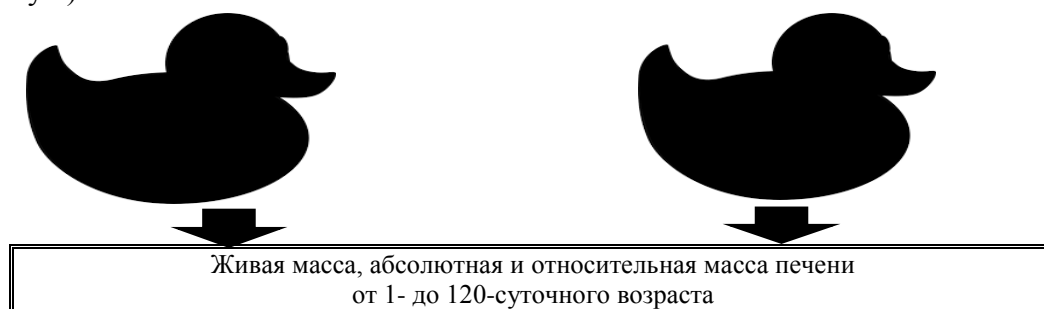 Живая масса, абсолютная и относительная масса печени
от 1- до 120-суточного возраста